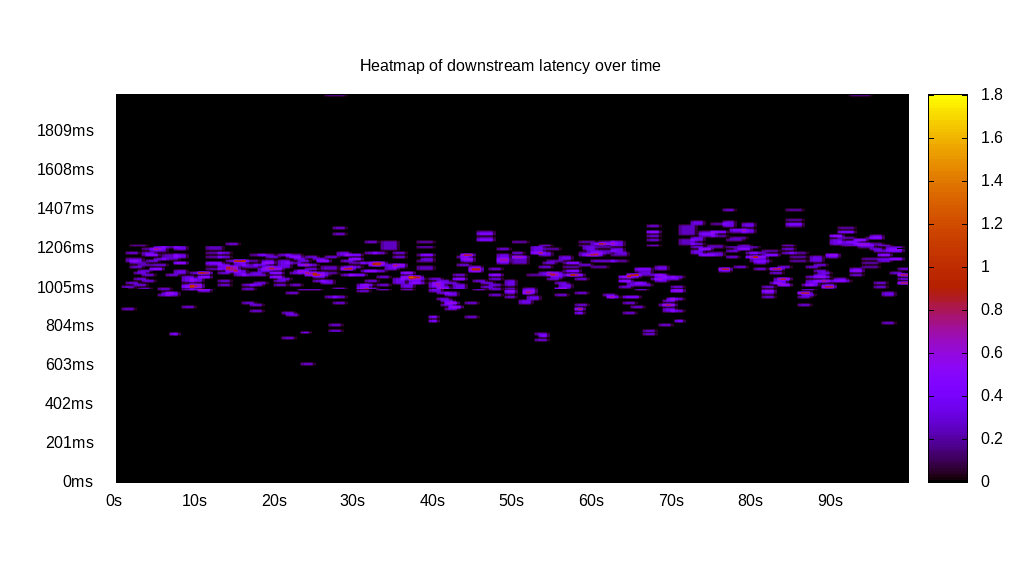 Heatmap of downstream latency over time
1809ms
1608ms
1407ms
1206ms
1005ms
804ms
603ms
402ms
201ms
0ms
0s 10s 20s 30s 40s 50s 60s 70s 80s 90s
1.8
1.6
1.4
1.2
1
0.8
0.6
0.4
0.2
0